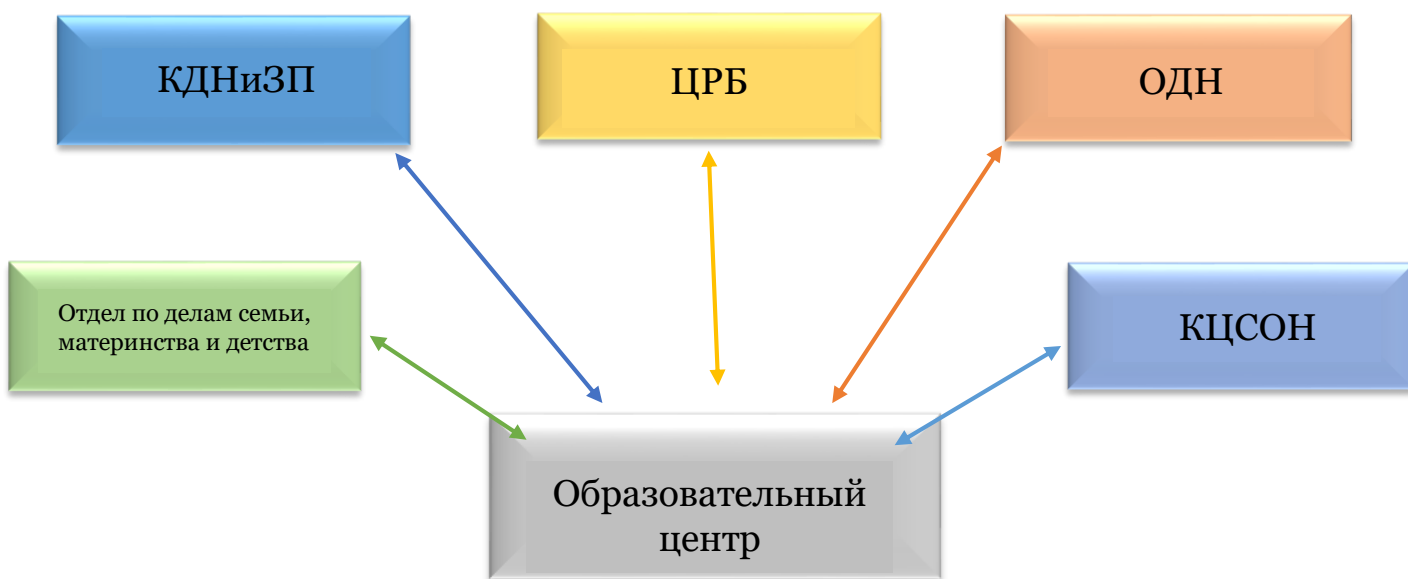 КДНиЗП
ЦРБ
ОДН
Отдел по делам семьи,
материнства и детства
КЦСОН
Образовательный
центр